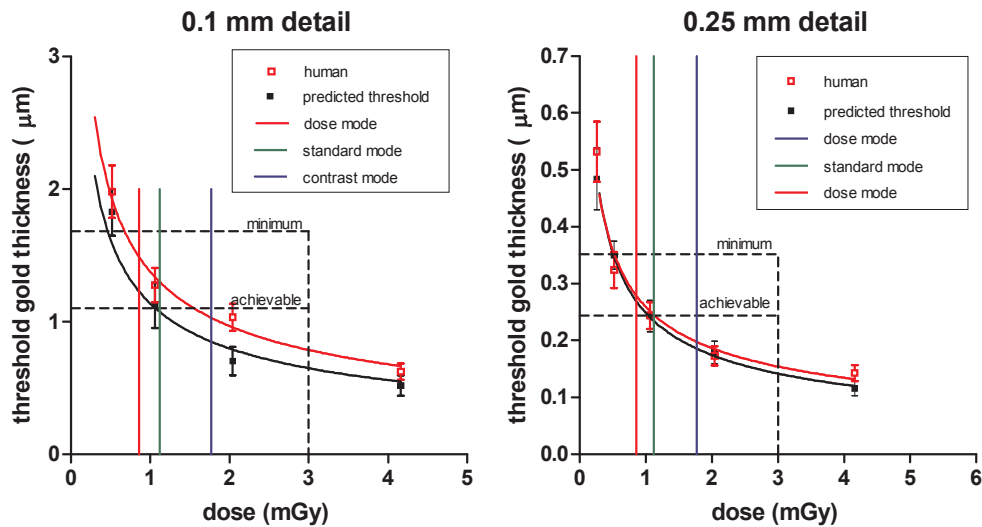 0.1 mm detail
threshold gold thickness ( μm)
3
2
1
0
human
predicted threshold
dose mode
standard mode
contrast mode
minimum
achievable
0 1 2 3 4 5
dose (mGy)
0.25 mm detail
threshold gold thickness ( μm)
0.7
0.6
0.5
0.4
0.3
0.2
0.1
0.0
human
predicted threshold
dose mode
standard mode
dose mode
minimum
achievable
0 1 2 3 4 5 6
dose (mGy)